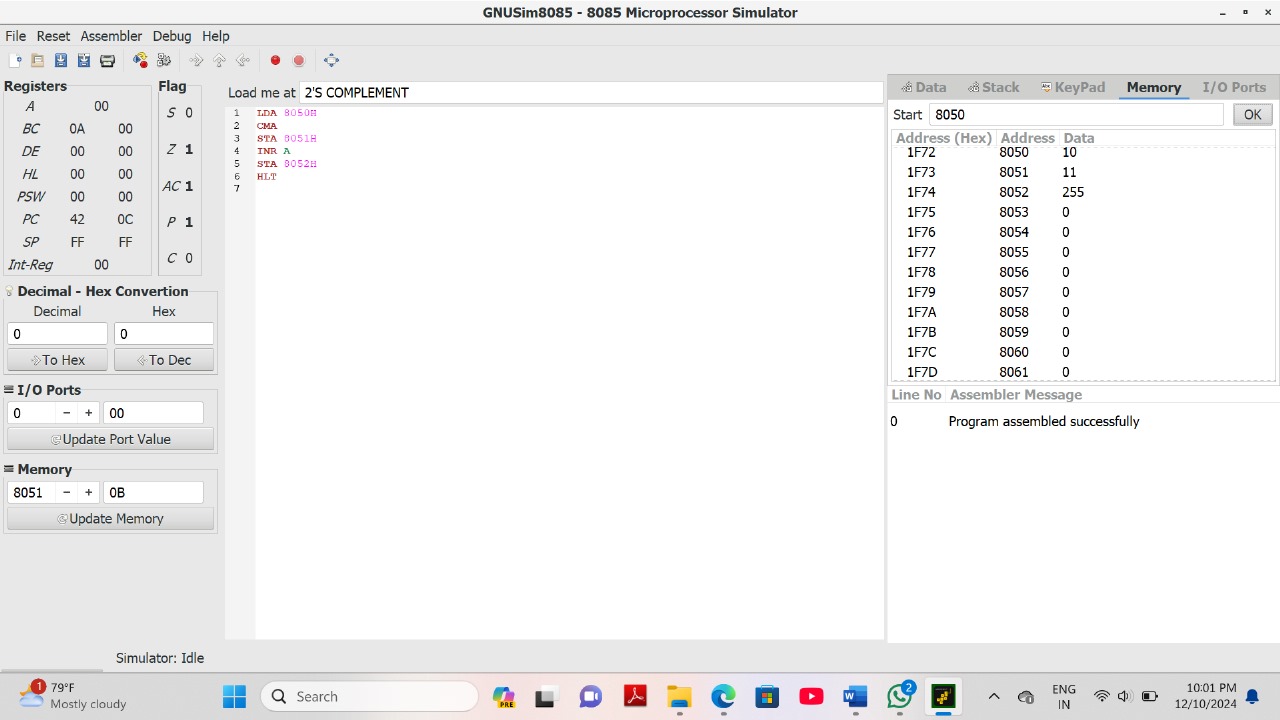 GNUSim8085 - 8085 Microprocessor Simulator
File Reset Assembler Debug Help
Registers
A 00
BC 0A 00
DE 00 00
HL 00 00
PSW 00 00
PC 42 0C
SP FF FF
Int-Reg 00
Flag
S 0
Z 1
AC 1
P 1
C 0
Decimal - Hex Convertion
Decimal Hex
0 0
To Hex To Dec
I/O Ports
0 - + 00
Update Port Value
Memory
8051 - + 0B
Update Memory
Load me at 2'S COMPLEMENT
1 LDA 8050H
2 CMA
3 STA 8051H
4 INR A
5 STA 8052H
6 HLT
7
Data Stack KeyPad Memory I/O Ports
Start 8050 OK
Address (Hex) Address Data
1F72 8050 10
1F73 8051 11
1F74 8052 255
1F75 8053 0
1F76 8054 0
1F77 8055 0
1F78 8056 0
1F79 8057 0
1F7A 8058 0
1F7B 8059 0
1F7C 8060 0
1F7D 8061 0
Line No Assembler Message
0 Program assembled successfully
Simulator: Idle
1 79°F
Mostly cloudy
Search
PRE
2
ENG
IN
10:01 PM
12/10/2024